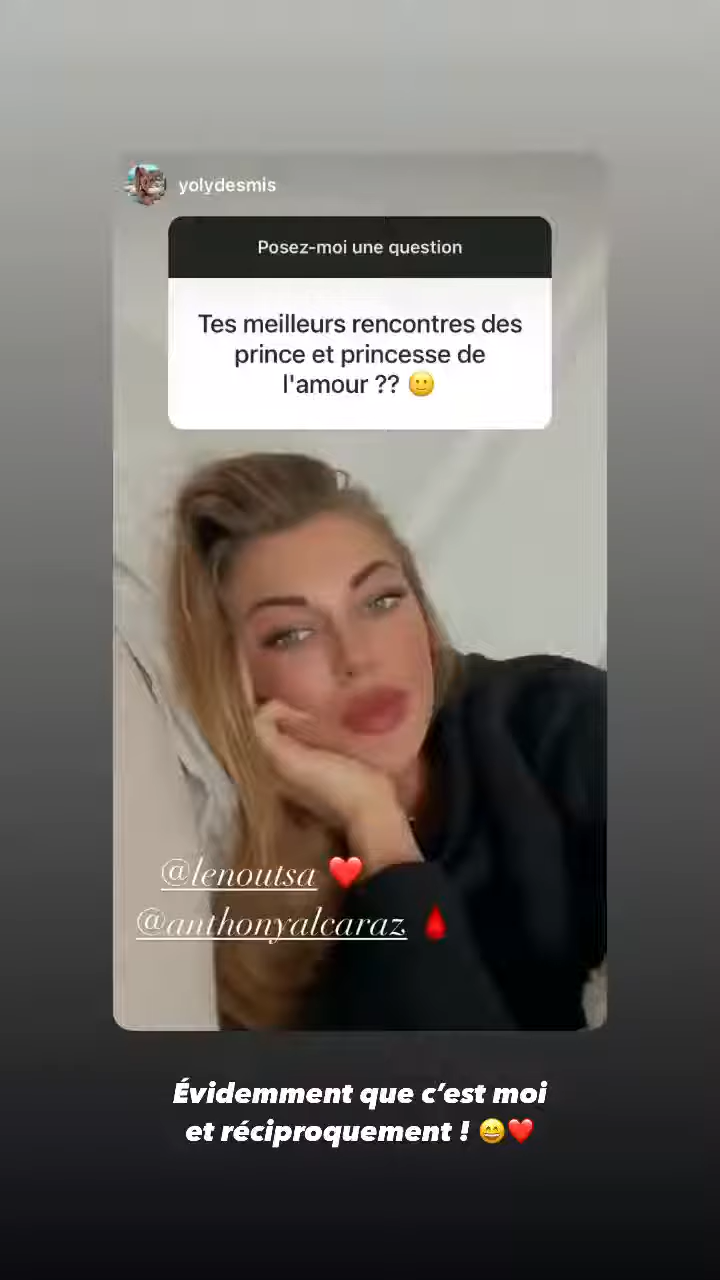 yolydesmis
Posez-moi une question
Tes meilleurs rencontres des
prince et princesse de
l'amour ?? 🙂
@lenoutsa ❤️
@anthonyalcaraz 🩸
Évidemment que c’est moi
et réciproquement ! 😄❤️